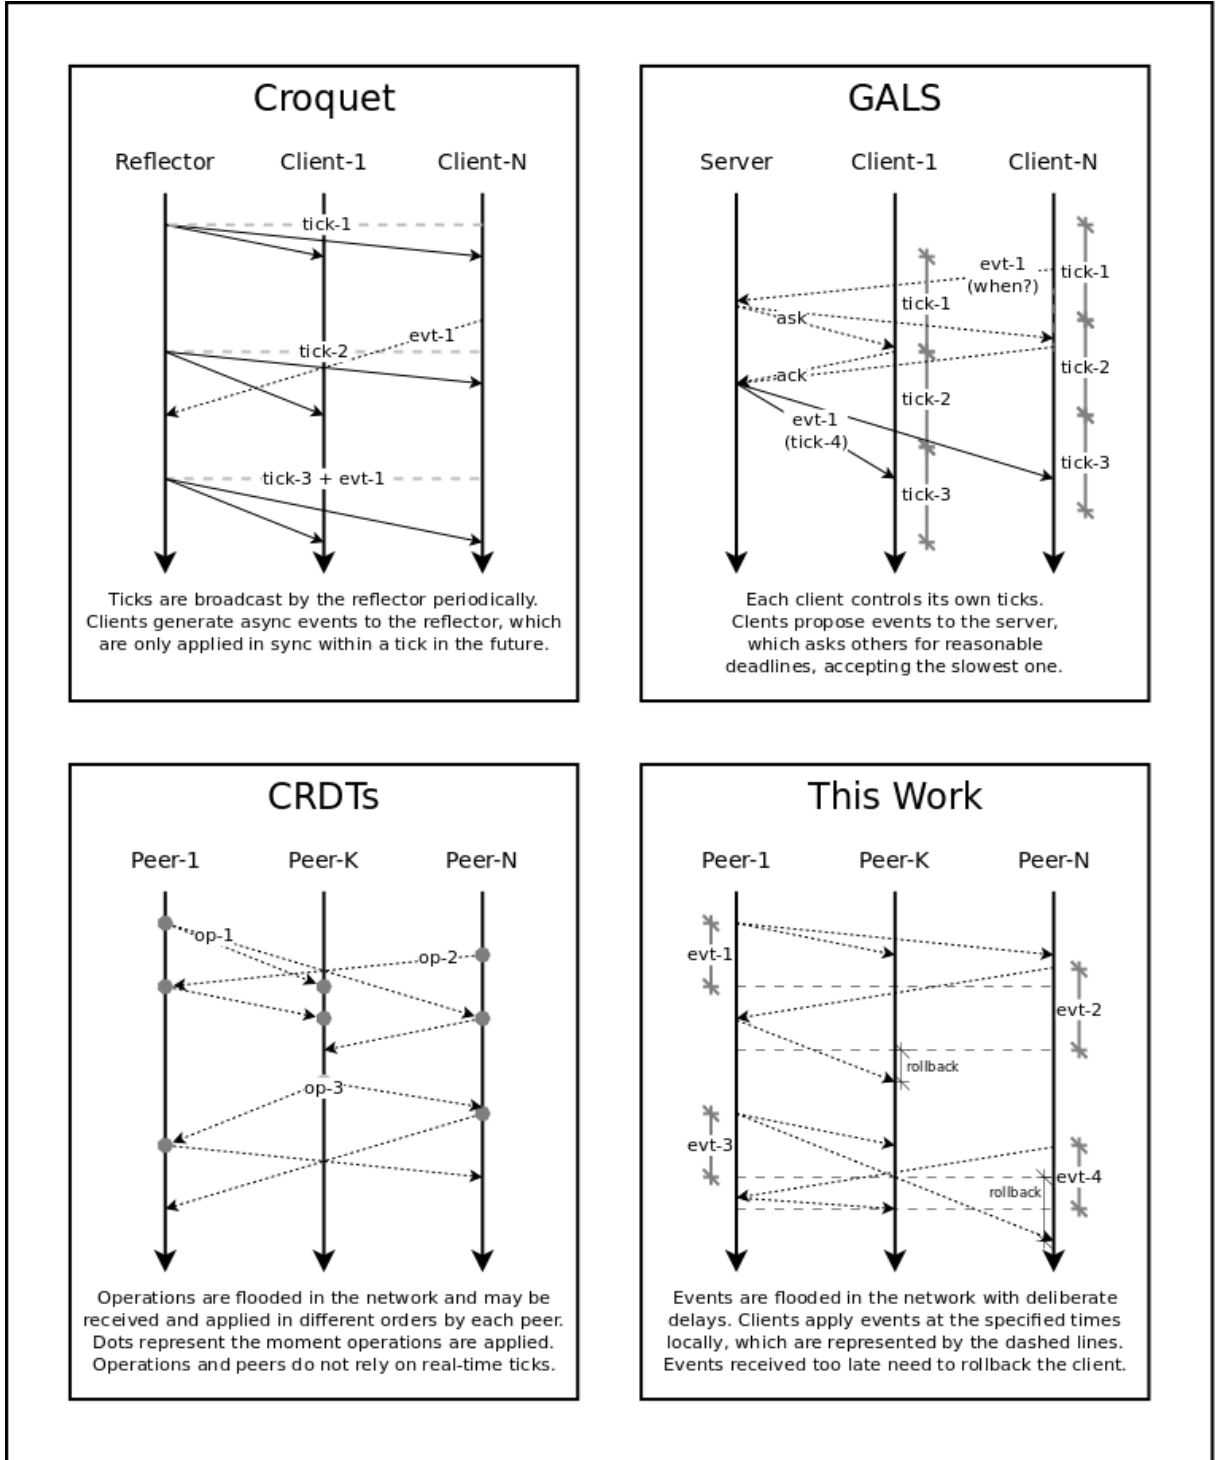 Croquet
Reflector Client-1 Client-N
tick-1
evt-1
tick-2
tick-3 + evt-1
Ticks are broadcast by the reflector periodically.
Clients generate async events to the reflector, which
are only applied in sync within a tick in the future.
GALS
Server Client-1 Client-N
evt-1
(when?)
tick-1
tick-1
ask
tick-2
ack
tick-2
evt-1
(tick-4)
tick-3
tick-3
Each client controls its own ticks.
Clents propose events to the server,
which asks others for reasonable
deadlines, accepting the slowest one.
CRDTs
Peer-1 Peer-K Peer-N
op-1
op-2
op-3
Operations are flooded in the network and may be
received and applied in different orders by each peer.
Dots represent the moment operations are applied.
Operations and peers do not rely on real-time ticks.
This Work
Peer-1 Peer-K Peer-N
evt-1
evt-2
rollback
evt-3
evt-4
rollback
Events are flooded in the network with deliberate
delays. Clients apply events at the specified times
locally, which are represented by the dashed lines.
Events received too late need to rollback the client.